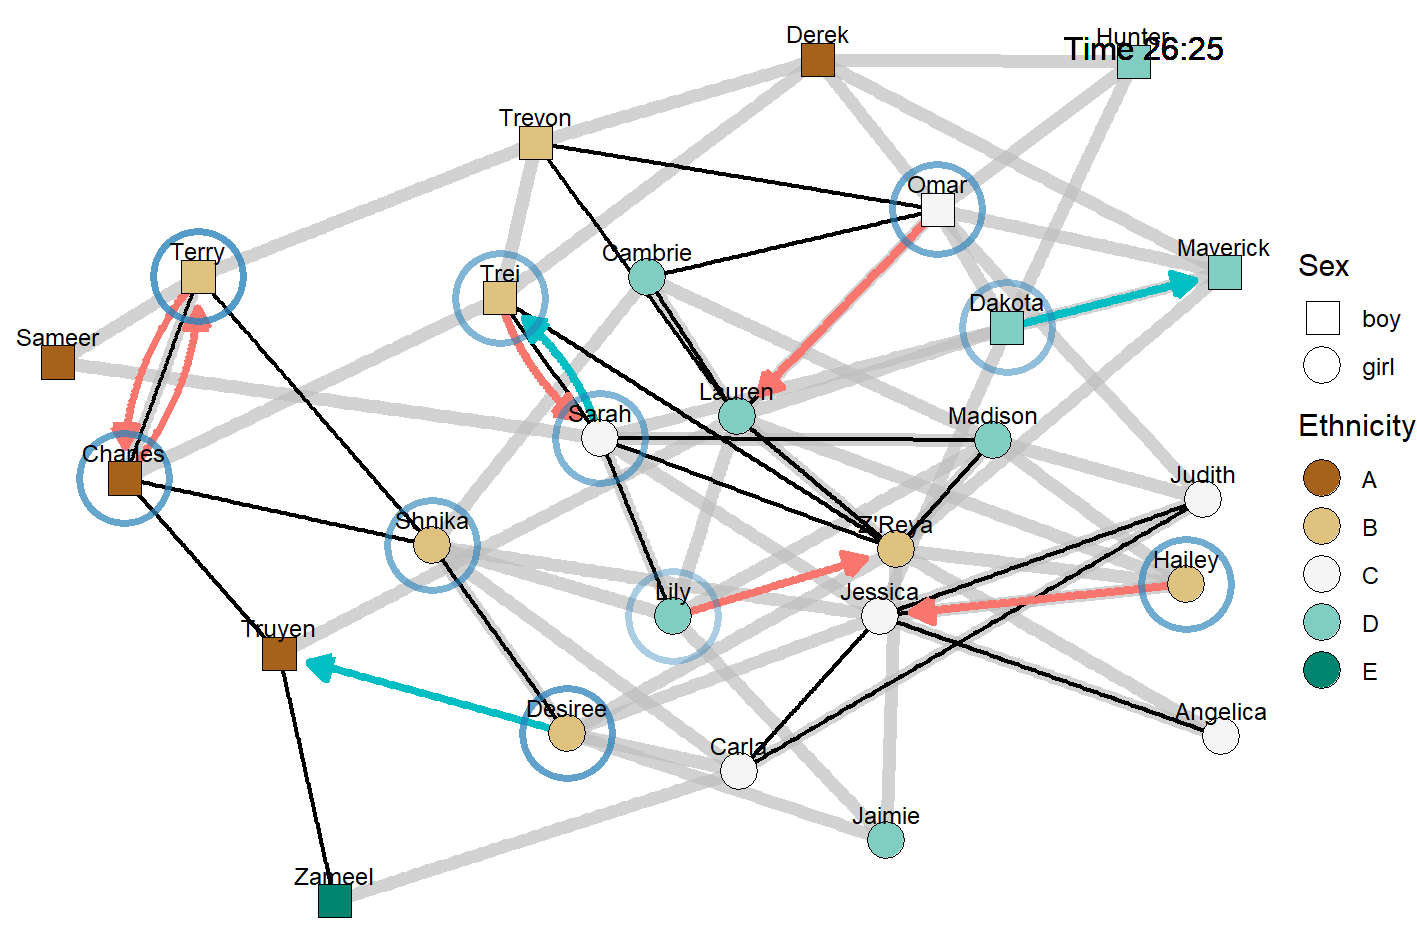 Derek
Hunter
Time 26:25
Trevon
Omar
Terry
Trei
Cambrie
Maverick
Dakota
Sameer
Lauren
Sarah
Madison
Charles
Judith
Shnika
Z'Reya
Hailey
Lily
Jessica
Truyen
Desiree
Angelica
Carla
Jaimie
Zameel
Sex
boy
girl
Ethnicity
A
B
C
D
E